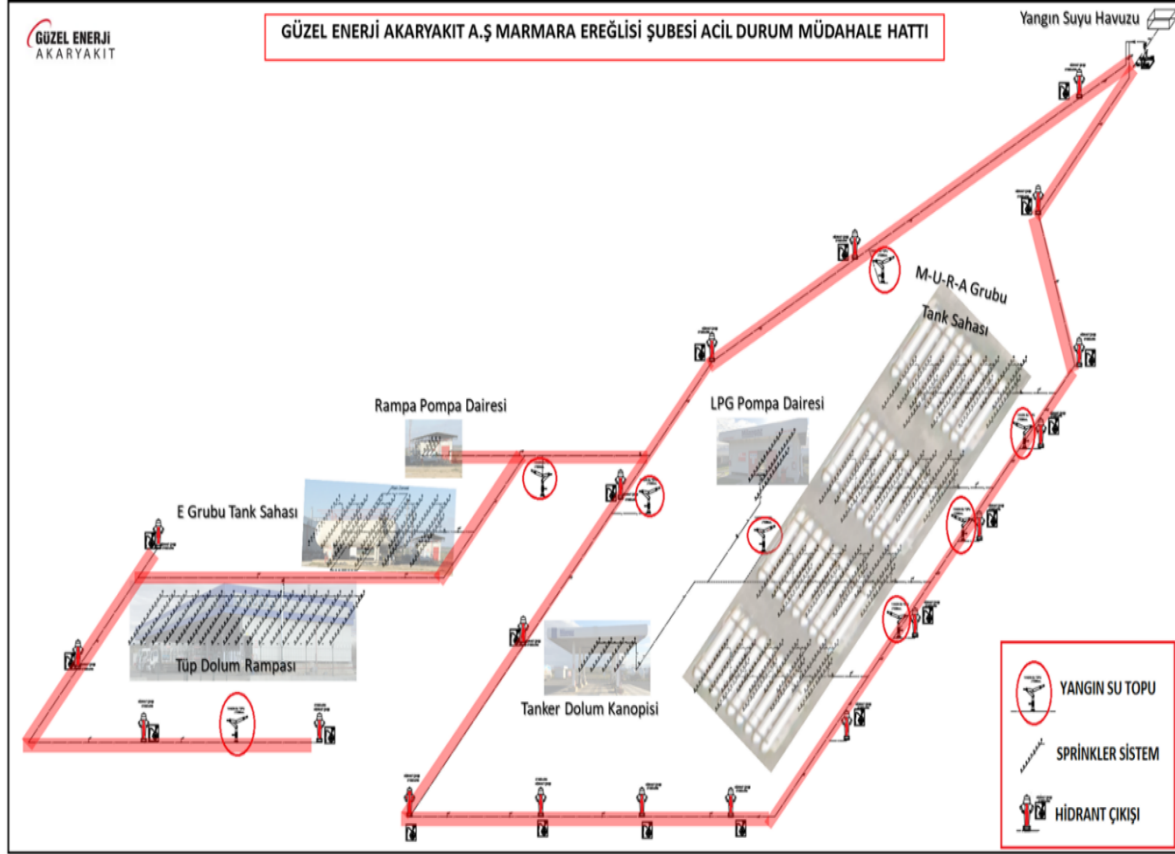 GÜZEL ENERJİ
AKARYAKIT
GÜZEL ENERJİ AKARYAKIT A.Ş MARMARA EREĞLİSİ ŞUBESİ ACİL DURUM MÜDAHALE HATTI
Yangın Suyu Havuzu
M-U-R-A Grubu
Tank Sahası
Rampa Pompa Dairesi
LPG Pompa Dairesi
E Grubu Tank Sahası
Tüp Dolum Rampası
Tanker Dolum Kanopisi
YANGIN SU TOPU
SPRİNKLER SİSTEM
HİDRANT ÇIKIŞI